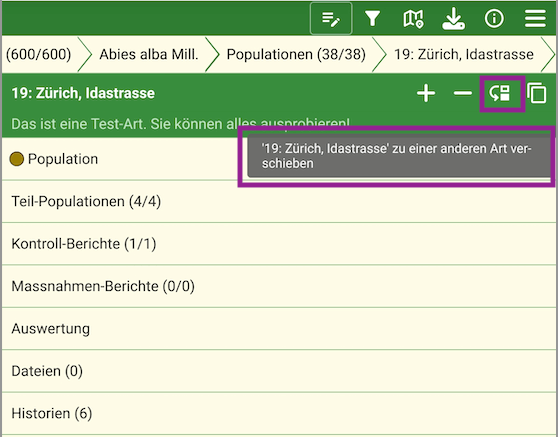 (600/600) Abies alba Mill. Populationen (38/38) 19: Zürich, Idastrasse
19: Zürich, Idastrasse
Das ist eine Test-Art. Sie können alles ausprobieren!
'19: Zürich, Idastrasse' zu einer anderen Art ver-
schieben
Population
Teil-Populationen (4/4)
Kontroll-Berichte (1/1)
Massnahmen-Berichte (0/0)
Auswertung
Dateien (0)
Historien (6)